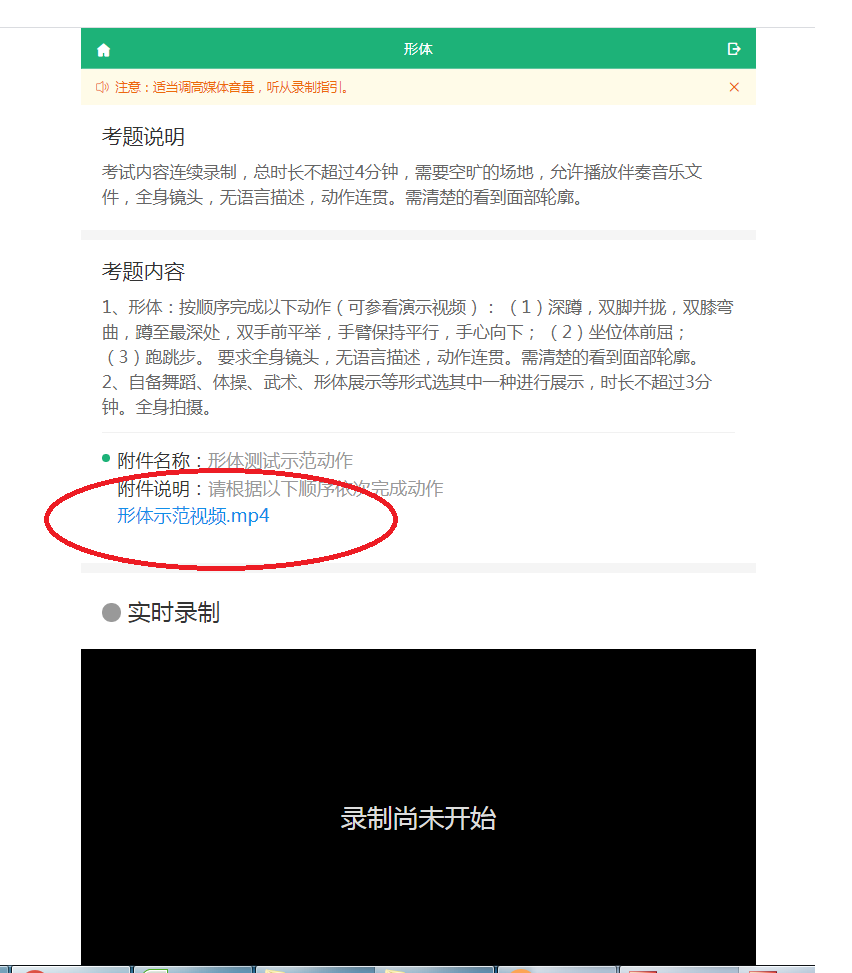 形体
注意：适当调高媒体音量，听从录制指引。
考题说明
考试内容连续录制，总时长不超过4分钟，需要空旷的场地，允许播放伴奏音乐文
件，全身镜头，无语言描述，动作连贯。需清楚的看到面部轮廓。
考题内容
1、形体：按顺序完成以下动作（可参看演示视频）：（1）深蹲，双脚并拢，双膝弯
曲，蹲至最深处，双手前平举，手臂保持平行，手心向下；（2）坐位体前屈；
（3）跑跳步。 要求全身镜头，无语言描述，动作连贯。需清楚的看到面部轮廓。
2、自备舞蹈、体操、武术、形体展示等形式选其中一种进行展示，时长不超过3分
钟。全身拍摄。
附件名称：形体测试示范动作
附件说明：请根据以下顺序依次完成动作
形体示范视频.mp4
实时录制
录制尚未开始